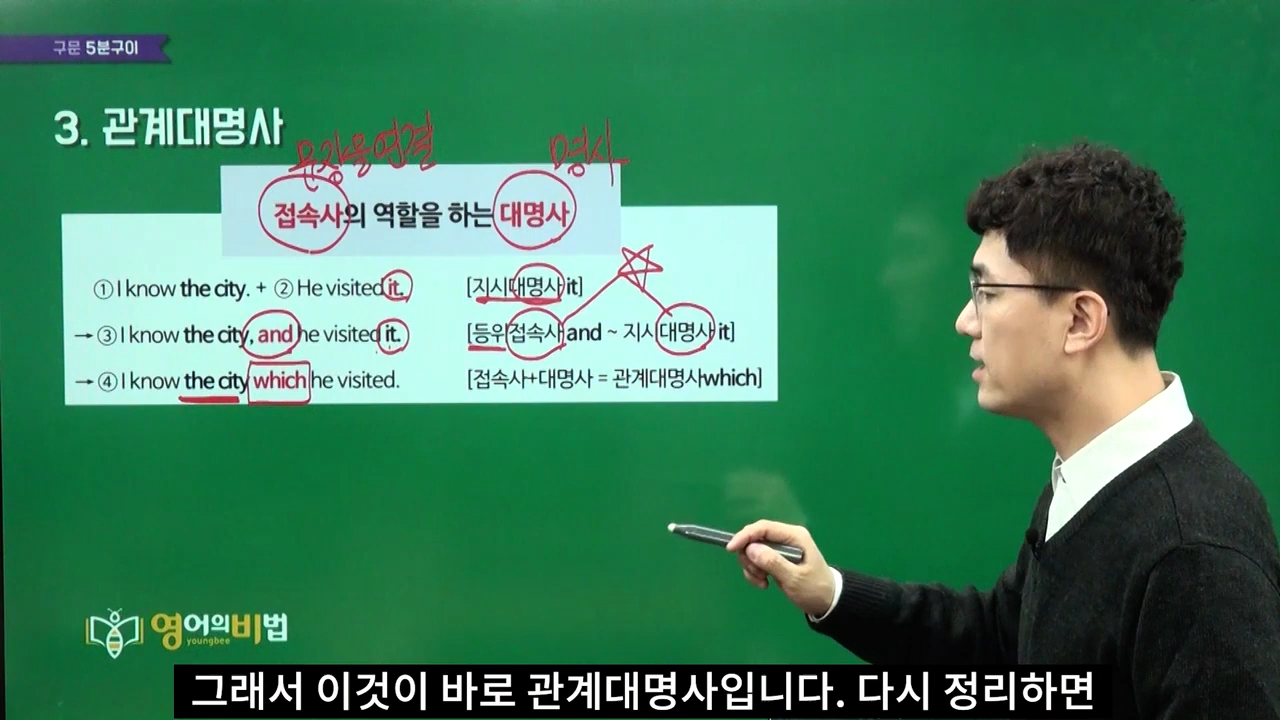 구문 5분구이
3. 관계대명사
문장을 연결 명사
접속사의 역할을 하는 대명사
① I know the city. + ② He visited it. [지시대명사 it]
→ ③ I know the city, and he visited it. [등위접속사 and ~ 지시대명사 it]
→ ④ I know the city which he visited. [접속사+대명사 = 관계대명사which]
영어의비법
youngbee
그래서 이것이 바로 관계대명사입니다. 다시 정리하면